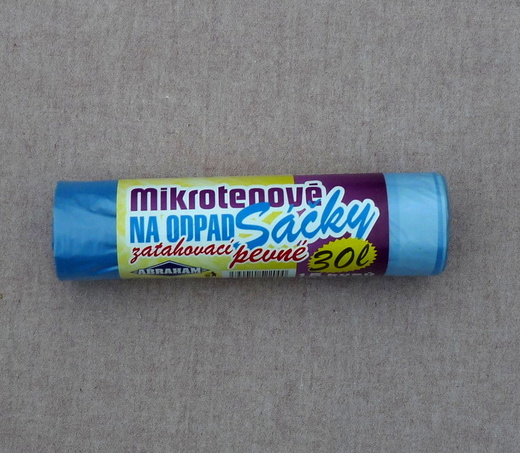 Mikrotenové
NA ODPAD Sáčky
zatahovací pevné
ABRAHAM 30l